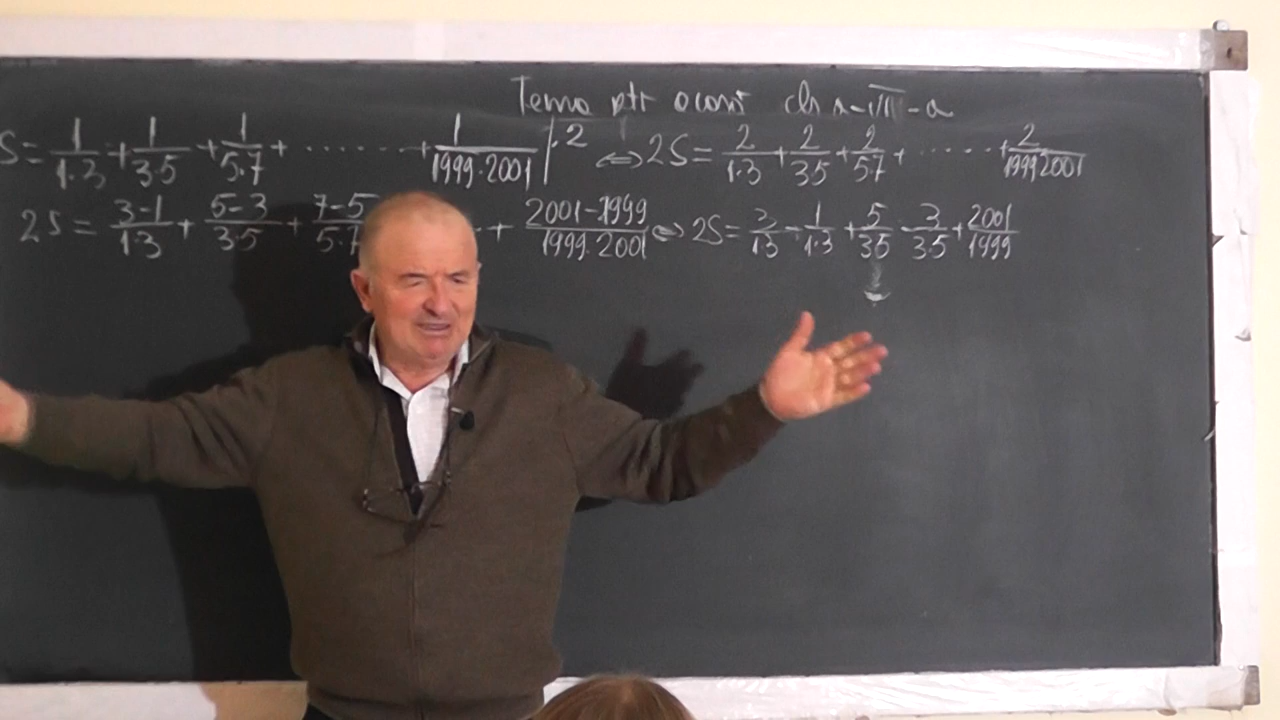 Tema ptr acasă cls a-VII-a
S = 1/1·3 + 1/3·5 + 1/5·7 + ...... + 1/1999·2001 |·2 ⇔ 2S = 2/1·3 + 2/3·5 + 2/5·7 + ...... + 2/1999·2001
2S = 3-1/1·3 + 5-3/3·5 + 7-5/5·7 . + 2001-1999/1999·2001 ⇔ 2S = 3/1·3 - 1/1·3 + 5/3·5 - 3/3·5 + 2001/1999